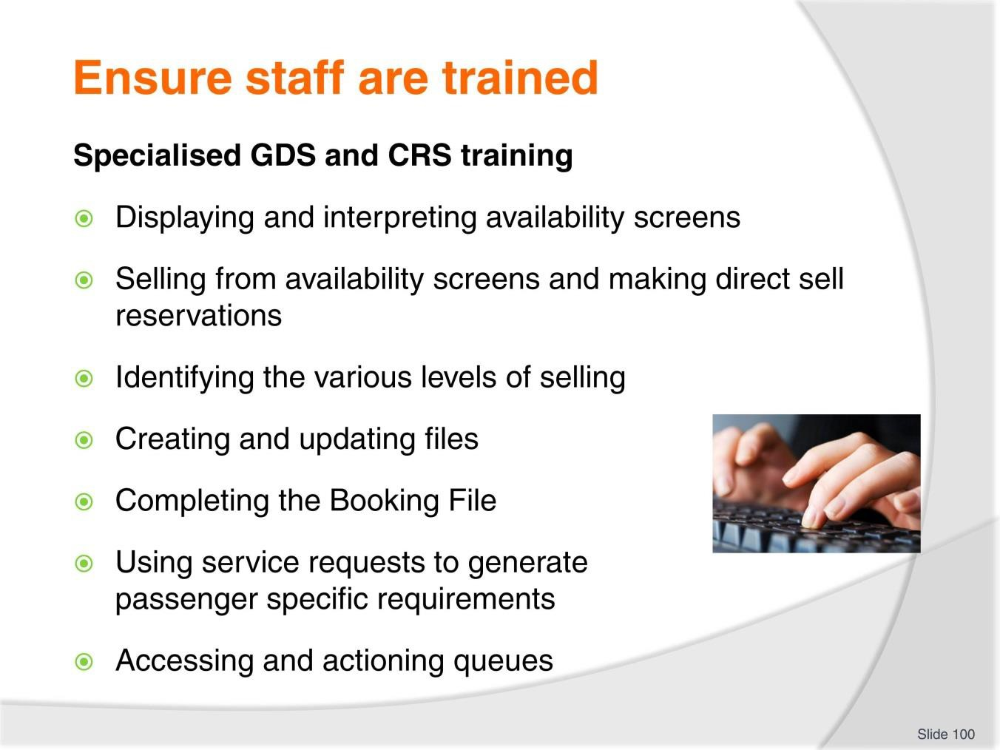 Ensure staff are trained
Specialised GDS and CRS training
Displaying and interpreting availability screens
Selling from availability screens and making direct sell
reservations
Identifying the various levels of selling
Creating and updating files
Completing the Booking File
Using service requests to generate
passenger specific requirements
Accessing and actioning queues
Slide 100